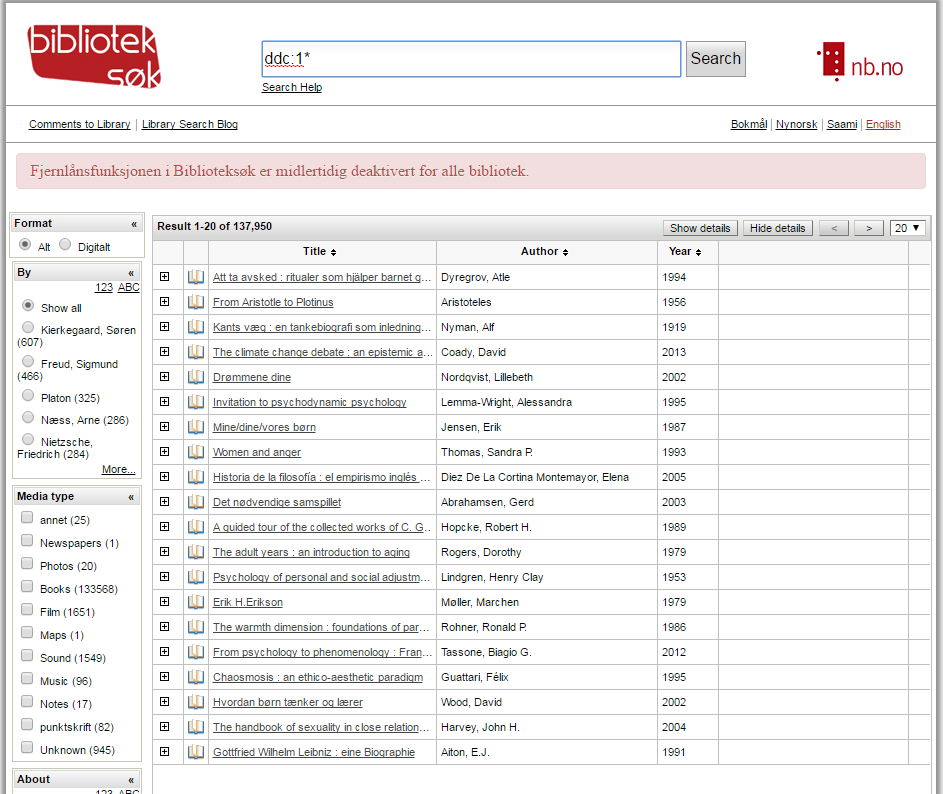 bibliotek
søk
ddc:1*
Search
Search Help
nb.no
Comments to Library | Library Search Blog
Bokmål | Nynorsk | Saami | English
Fjernlånsfunksjonen i Biblioteksøk er midlertidig deaktivert for alle bibliotek.
Format «
Alt Digitalt
By «
123 ABC
Show all
Kierkegaard, Søren
(607)
Freud, Sigmund
(466)
Platon (325)
Næss, Arne (286)
Nietzsche,
Friedrich (284)
More...
Media type «
annet (25)
Newspapers (1)
Photos (20)
Books (133568)
Film (1651)
Maps (1)
Sound (1549)
Music (96)
Notes (17)
punktskrift (82)
Unknown (945)
About «
123 ABC
Result 1-20 of 137,950
Show details Hide details < > 20 ▼
Title Author Year
Att ta avsked : ritualer som hjälper barnet g... Dyregrov, Atle 1994
From Aristotle to Plotinus Aristoteles 1956
Kants væg : en tankebiografi som inledning... Nyman, Alf 1919
The climate change debate : an epistemic a... Coady, David 2013
Drømmene dine Nordqvist, Lillebeth 2002
Invitation to psychodynamic psychology Lemma-Wright, Alessandra 1995
Mine/dine/vores børn Jensen, Erik 1987
Women and anger Thomas, Sandra P. 1993
Historia de la filosofía : el empirismo inglés ... Diez De La Cortina Montemayor, Elena 2005
Det nødvendige samspillet Abrahamsen, Gerd 2003
A guided tour of the collected works of C. G... Hopcke, Robert H. 1989
The adult years : an introduction to aging Rogers, Dorothy 1979
Psychology of personal and social adjustm... Lindgren, Henry Clay 1953
Erik H.Erikson Møller, Marchen 1979
The warmth dimension : foundations of par... Rohner, Ronald P. 1986
From psychology to phenomenology : Fran... Tassone, Biagio G. 2012
Chaosmosis : an ethico-aesthetic paradigm Guattari, Félix 1995
Hvordan børn tænker og lærer Wood, David 2002
The handbook of sexuality in close relation... Harvey, John H. 2004
Gottfried Wilhelm Leibniz : eine Biographie Aiton, E.J. 1991